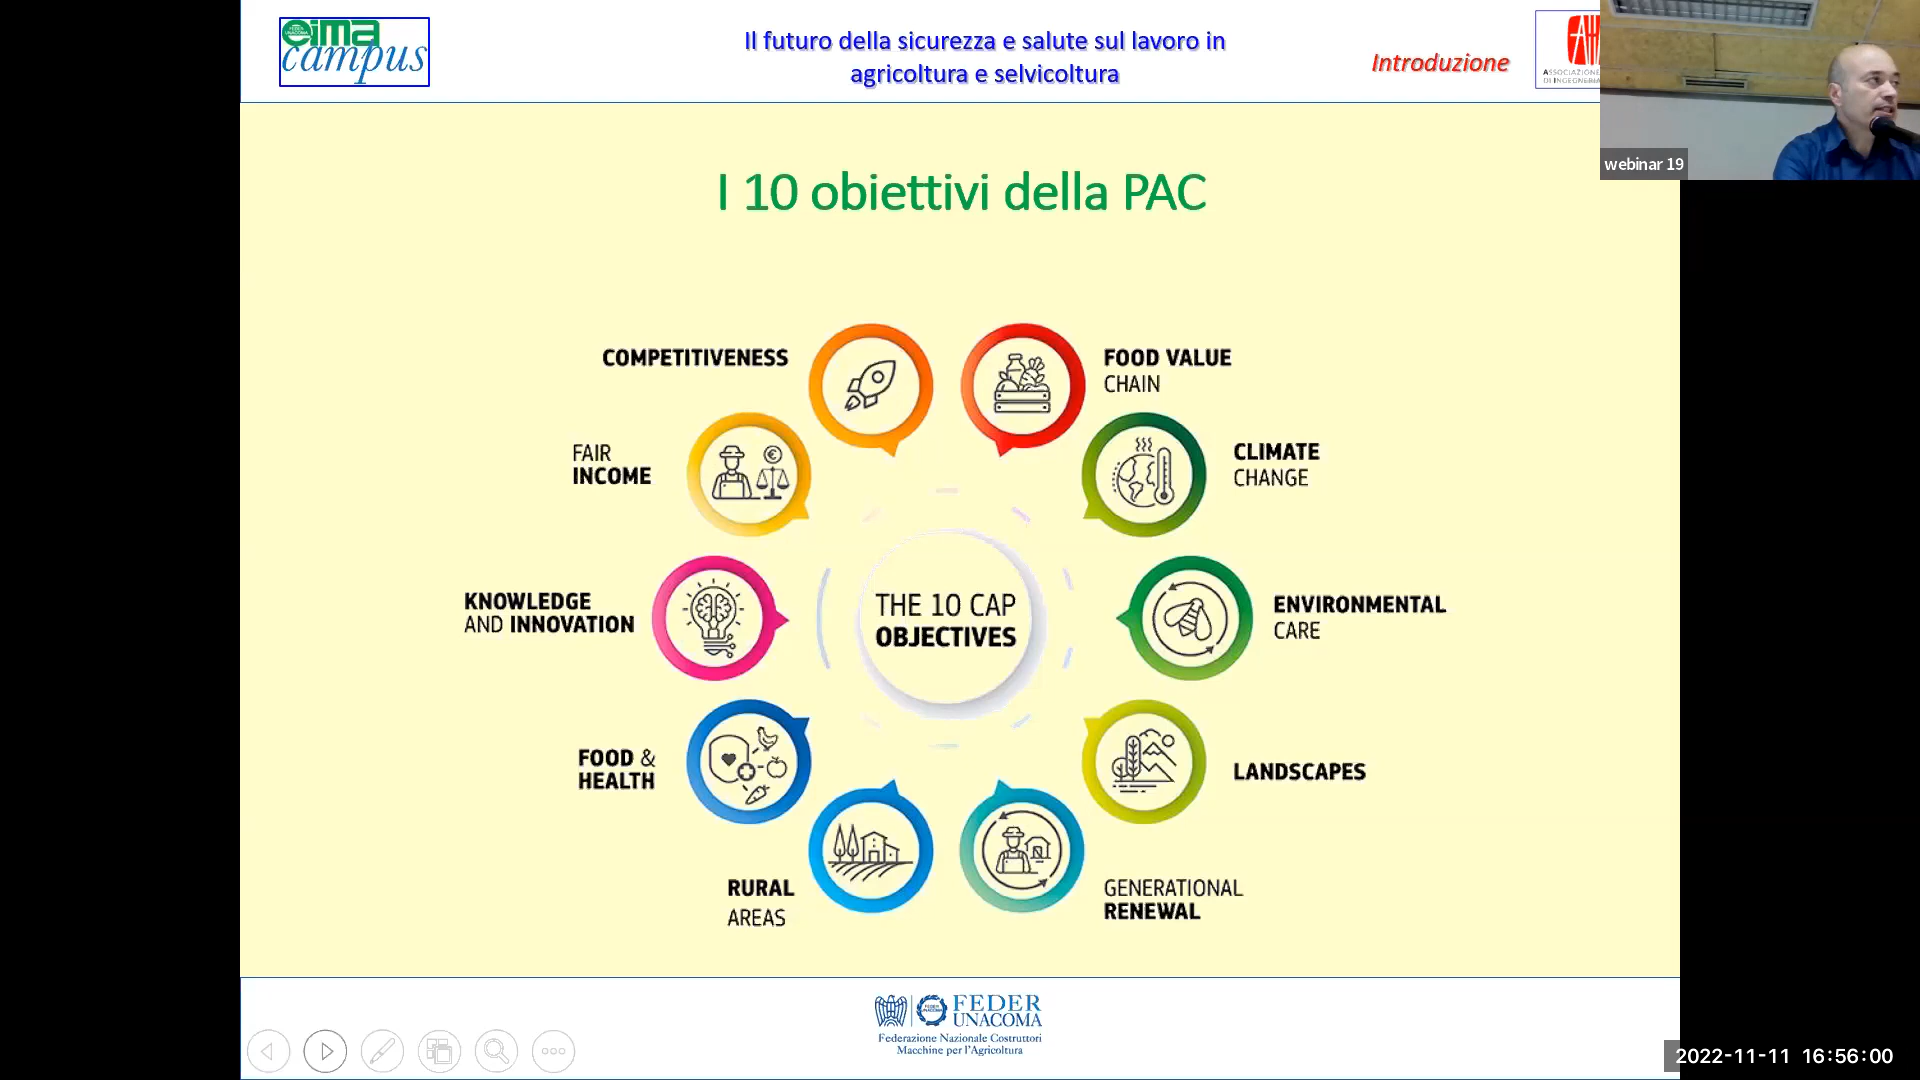 eima
campus
Il futuro della sicurezza e salute sul lavoro in
agricoltura e selvicoltura
Introduzione
ASSOCIAZIONE
DI INGEGNERIA
webinar 19
I 10 obiettivi della PAC
COMPETITIVENESS
FOOD VALUE
CHAIN
FAIR
INCOME
CLIMATE
CHANGE
KNOWLEDGE
AND INNOVATION
THE 10 CAP
OBJECTIVES
ENVIRONMENTAL
CARE
FOOD &
HEALTH
LANDSCAPES
RURAL
AREAS
GENERATIONAL
RENEWAL
FEDER
UNACOMA
Federazione Nazionale Costruttori
Macchine per l'Agricoltura
2022-11-11 16:56:00